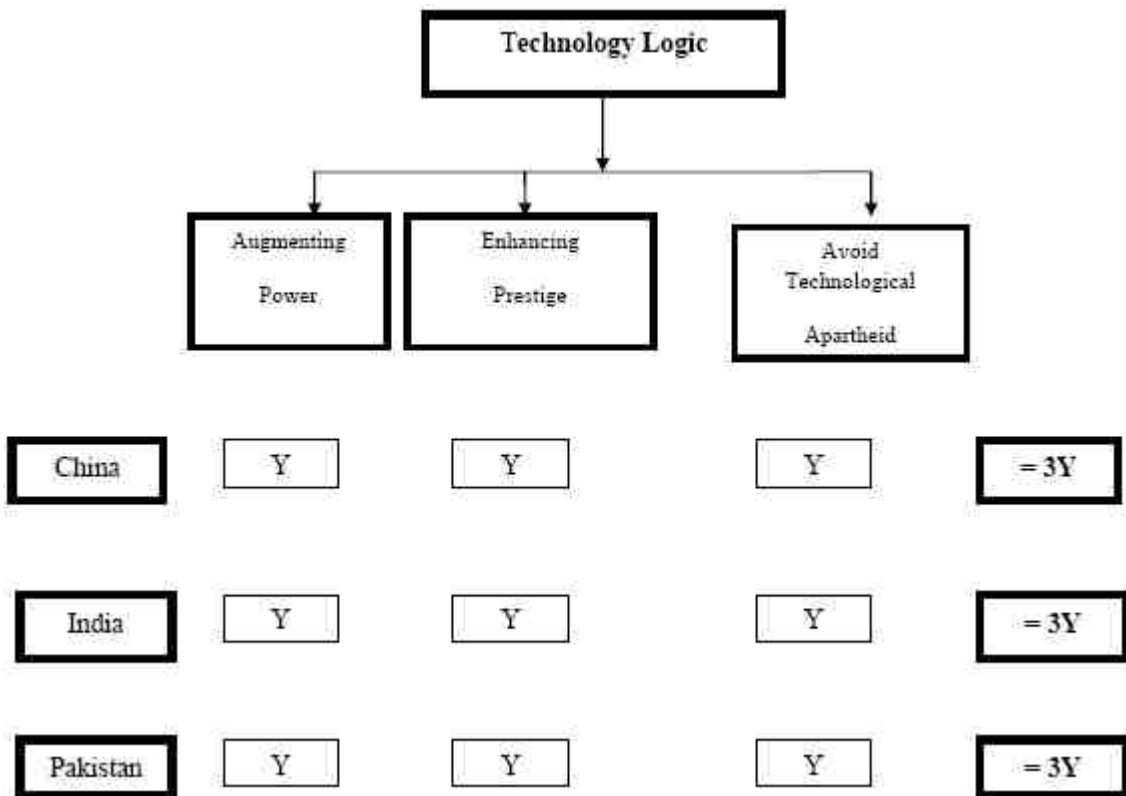 Technology Logic
Augmenting
Power
Enhancing
Prestige
Avoid
Technological
Apartheid
China
Y
Y
Y
= 3Y
India
Y
Y
Y
= 3Y
Pakistan
Y
Y
Y
= 3Y